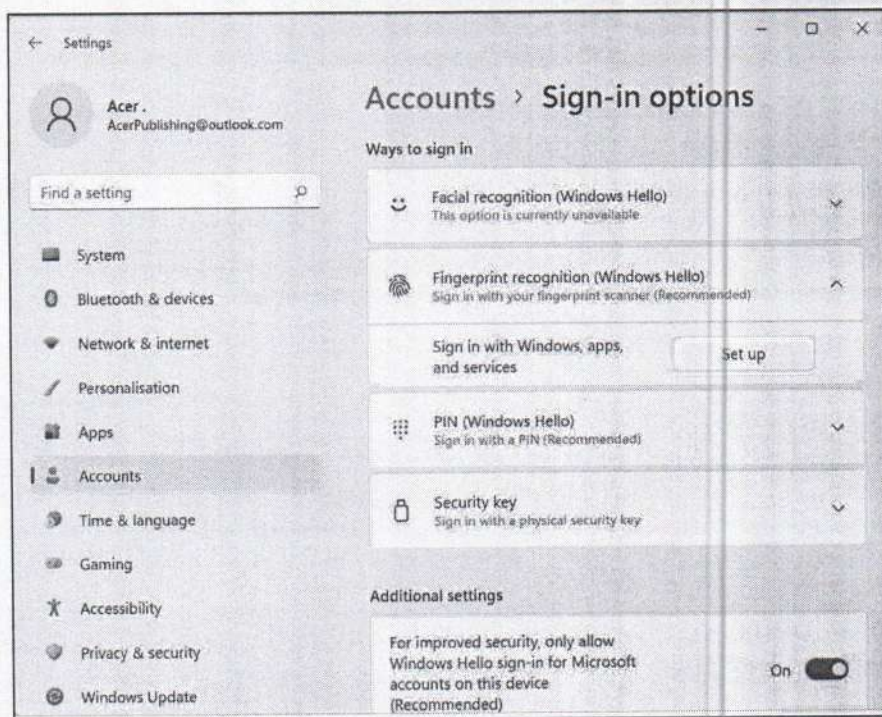 Settings
Acer .
AcerPublishing@outlook.com
Find a setting
System
Bluetooth & devices
Network & internet
Personalisation
Apps
Accounts
Time & language
Gaming
Accessibility
Privacy & security
Windows Update
Accounts > Sign-in options
Ways to sign in
Facial recognition (Windows Hello)
This option is currently unavailable
Fingerprint recognition (Windows Hello)
Sign in with your fingerprint scanner (Recommended)
Sign in with Windows, apps,
and services
Set up
PIN (Windows Hello)
Sign in with a PIN (Recommended)
Security key
Sign in with a physical security key
Additional settings
For improved security, only allow
Windows Hello sign-in for Microsoft
accounts on this device
(Recommended)
On